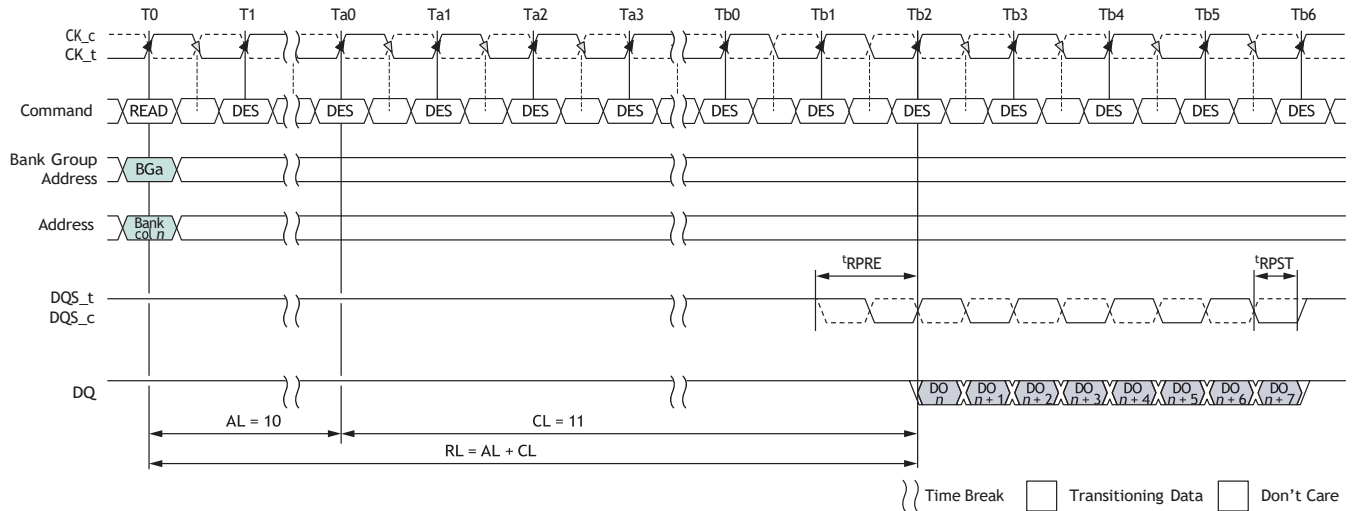 T0 T1 Ta0 Ta1 Ta2 Ta3 Tb0 Tb1 Tb2 Tb3 Tb4 Tb5 Tb6
CK_c
CK_t
Command READ DES DES DES DES DES DES DES DES DES DES DES DES
Bank Group
Address
BGa
Address
Bank
col n
tRPRE
tRPST
DQS_t
DQS_c
DQ
DO DO DO DO DO DO DO DO
n n + 1 n + 2 n + 3 n + 4 n + 5 n + 6 n + 7
AL = 10
CL = 11
RL = AL + CL
Time Break Transitioning Data Don't Care